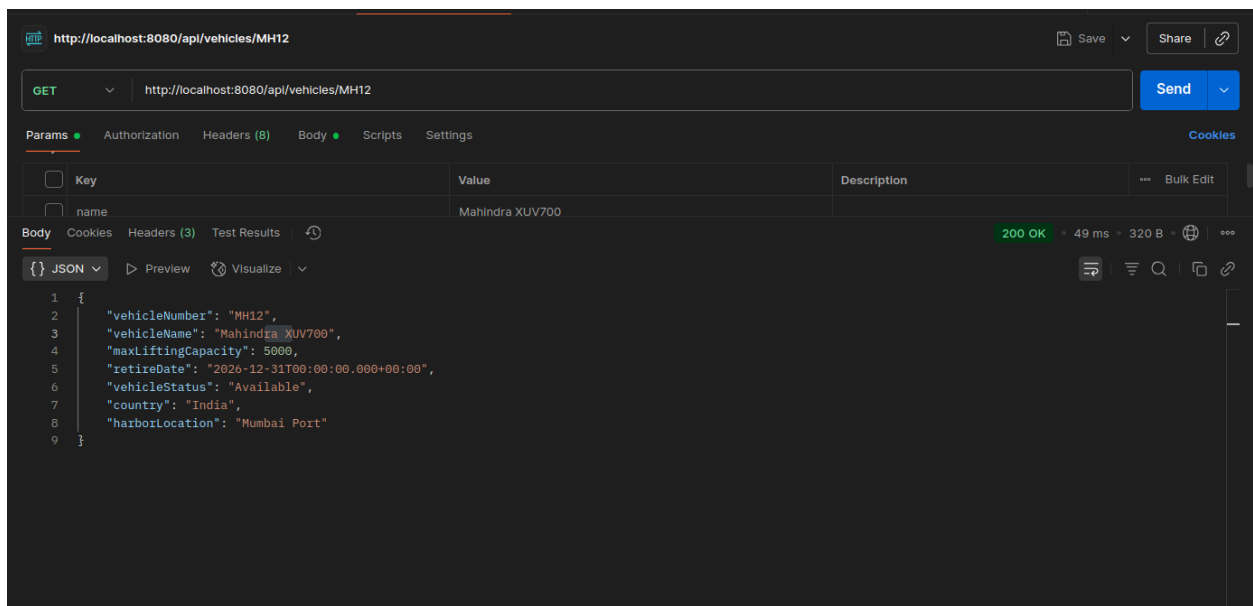 HTTP http://localhost:8080/api/vehicles/MH12 Save Share
GET http://localhost:8080/api/vehicles/MH12 Send
Params Authorization Headers (8) Body Scripts Settings Cookies
Key Value Description Bulk Edit
name Mahindra XUV700
Body Cookies Headers (3) Test Results 200 OK 49 ms 320 B
{} JSON Preview Visualize
1 {
2 "vehicleNumber": "MH12",
3 "vehicleName": "Mahindra XUV700",
4 "maxLiftingCapacity": 5000,
5 "retireDate": "2026-12-31T00:00:00.000+00:00",
6 "vehicleStatus": "Available",
7 "country": "India",
8 "harborLocation": "Mumbai Port"
9 }